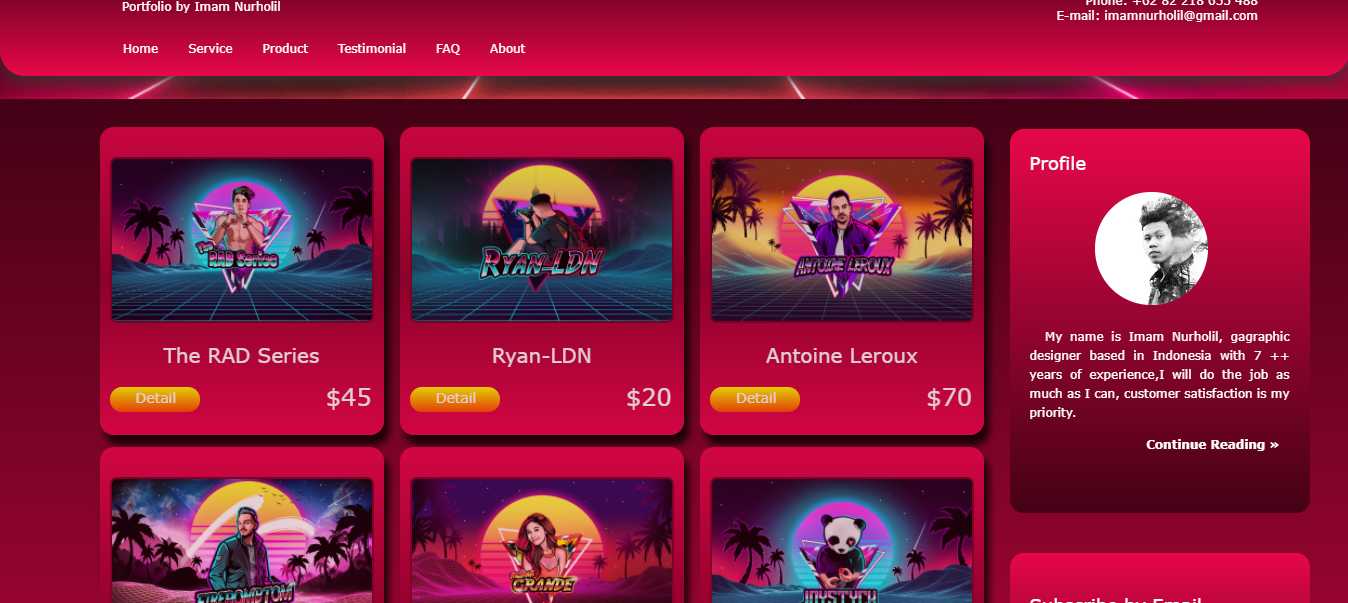 Portfolio by Imam Nurholil
Phone: +62 82 218 655 488
E-mail: imamnurholil@gmail.com
Home Service Product Testimonial FAQ About
The
RAD Series
RYAN-LDN
ANTOINE LEROUX
The RAD Series
Ryan-LDN
Antoine Leroux
Detail $45
Detail $20
Detail $70
Profile
My name is Imam Nurholil, gagraphic
designer based in Indonesia with 7 ++
years of experience,I will do the job as
much as I can, customer satisfaction is my
priority.
Continue Reading »
GRANDE
JOYSTYCK
Subscribe by Email